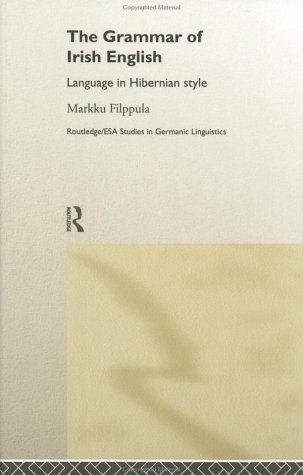 Copyrighted Material
The Grammar of
Irish English
Language in Hibernian style
Markku Filppula
Routledge/ESA Studies in Germanic Linguistics
ROUTLEDGE
Copyrighted Material